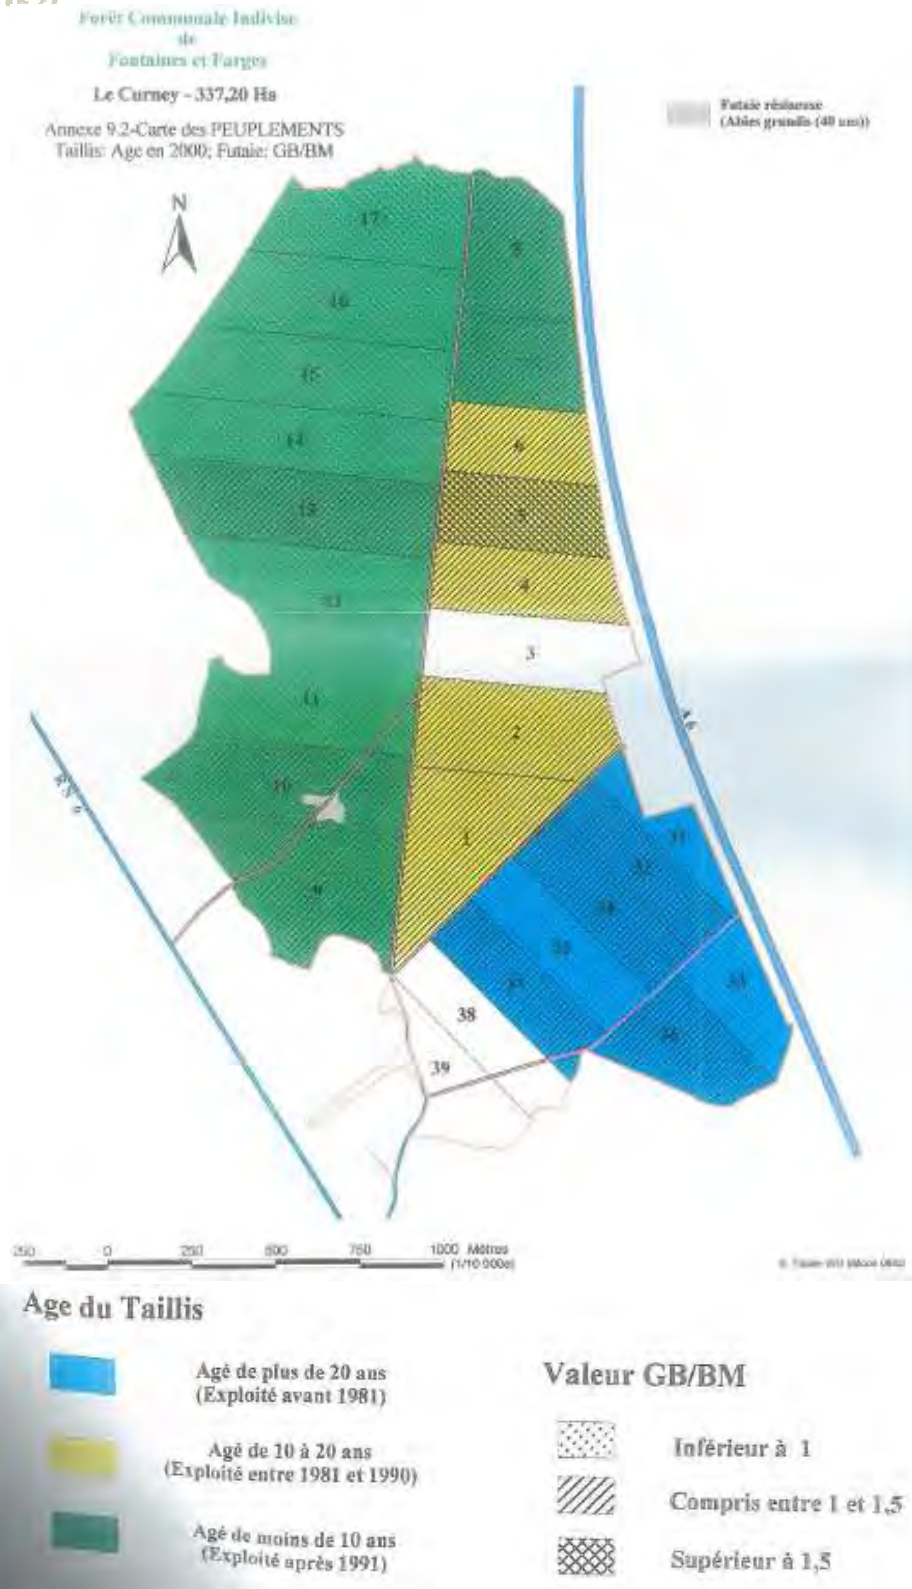 Forêt Communale Indivise
de
Fontaines et Farges
Le Curney - 337,20 Ha
Annexe 9.2-Carte des PEUPLEMENTS
Taillis: Age en 2000; Futaie: GB/BM
Futaie résineuse
(Abies grandis (40 ans))
N
17
8
16
15
14
6
13
5
4
12
3
11
2
A6
10
1
31
32
9
38
39
250 0 250 500 750 1000 Mètres
(1/10 000e)
Age du Taillis
Agé de plus de 20 ans
(Exploité avant 1981)
Agé de 10 à 20 ans
(Exploité entre 1981 et 1990)
Agé de moins de 10 ans
(Exploité après 1991)
Valeur GB/BM
Inférieur à 1
Compris entre 1 et 1,5
Supérieur à 1,5